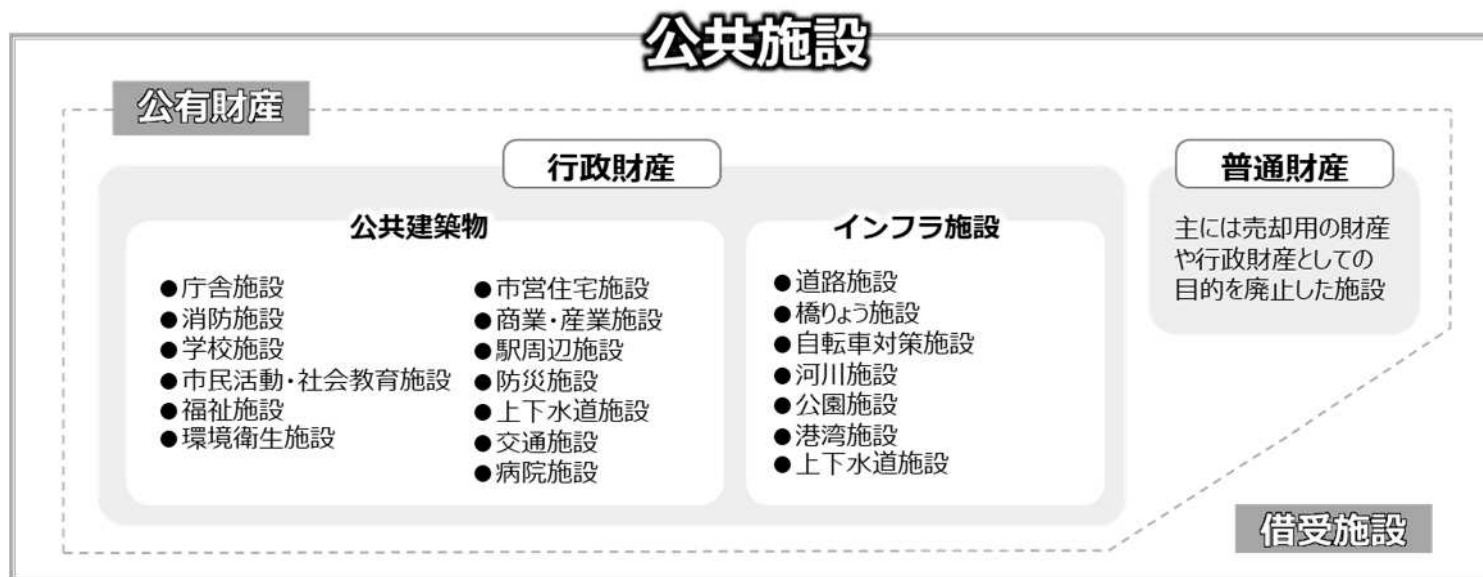 公共施設
公有財産
行政財産
公共建築物
●庁舎施設
●消防施設
●学校施設
●市民活動・社会教育施設
●福祉施設
●環境衛生施設
●市営住宅施設
●商業・産業施設
●駅周辺施設
●防災施設
●上下水道施設
●交通施設
●病院施設
インフラ施設
●道路施設
●橋りょう施設
●自転車対策施設
●河川施設
●公園施設
●港湾施設
●上下水道施設
普通財産
主には売却用の財産
や行政財産としての
目的を廃止した施設
借受施設